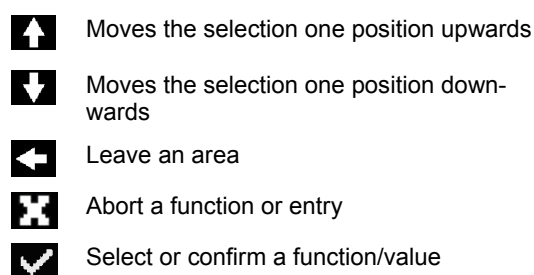 Moves the selection one position upwards
Moves the selection one position down-
wards
Leave an area
Abort a function or entry
Select or confirm a function/value